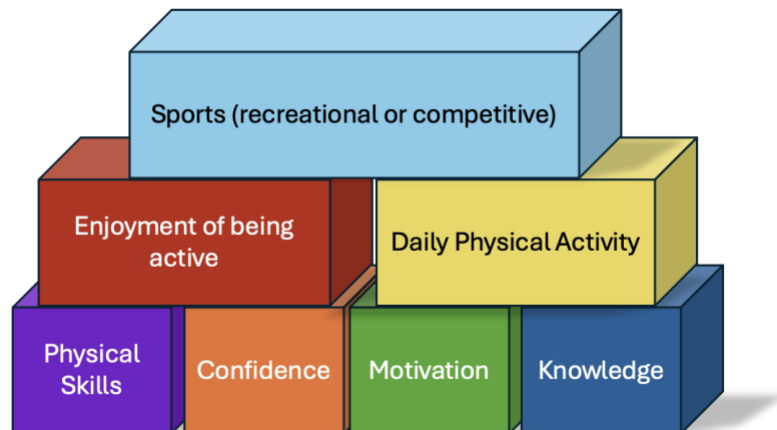 Sports (recreational or competitive)
Enjoyment of being
active
Daily Physical Activity
Physical
Skills
Confidence
Motivation
Knowledge